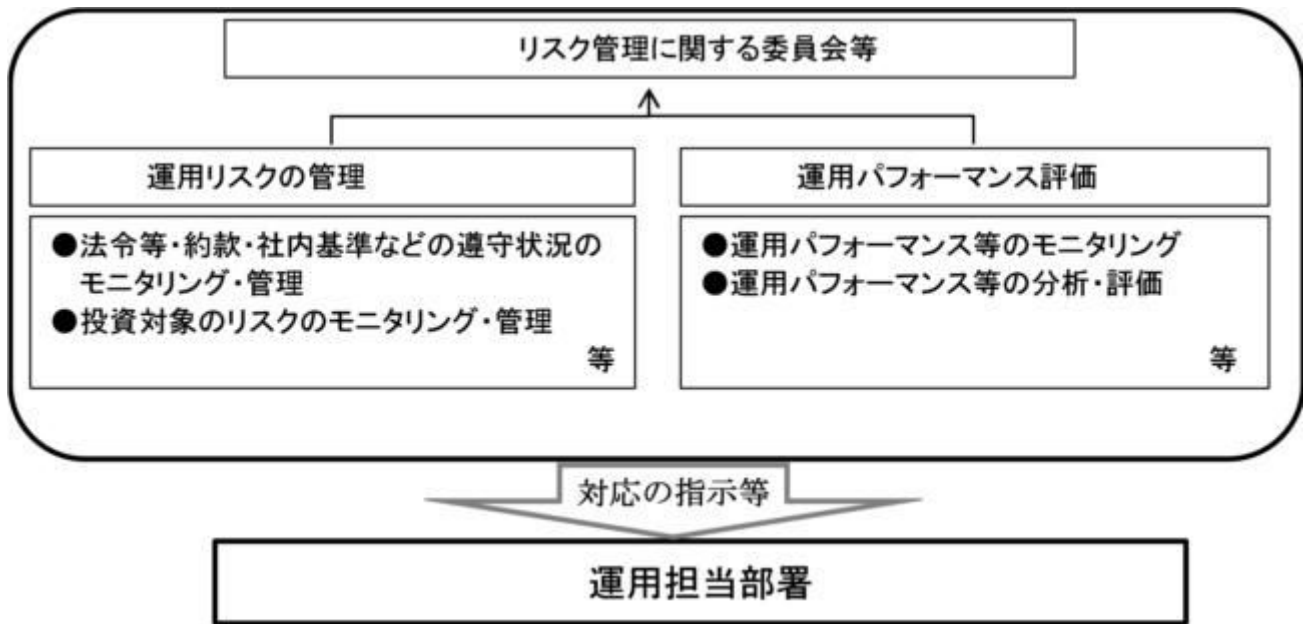 リスク管理に関する委員会等
運用リスクの管理
●法令等・約款・社内基準などの遵守状況の
モニタリング・管理
●投資対象のリスクのモニタリング・管理
等
運用パフォーマンス評価
●運用パフォーマンス等のモニタリング
●運用パフォーマンス等の分析・評価
等
対応の指示等
運用担当部署